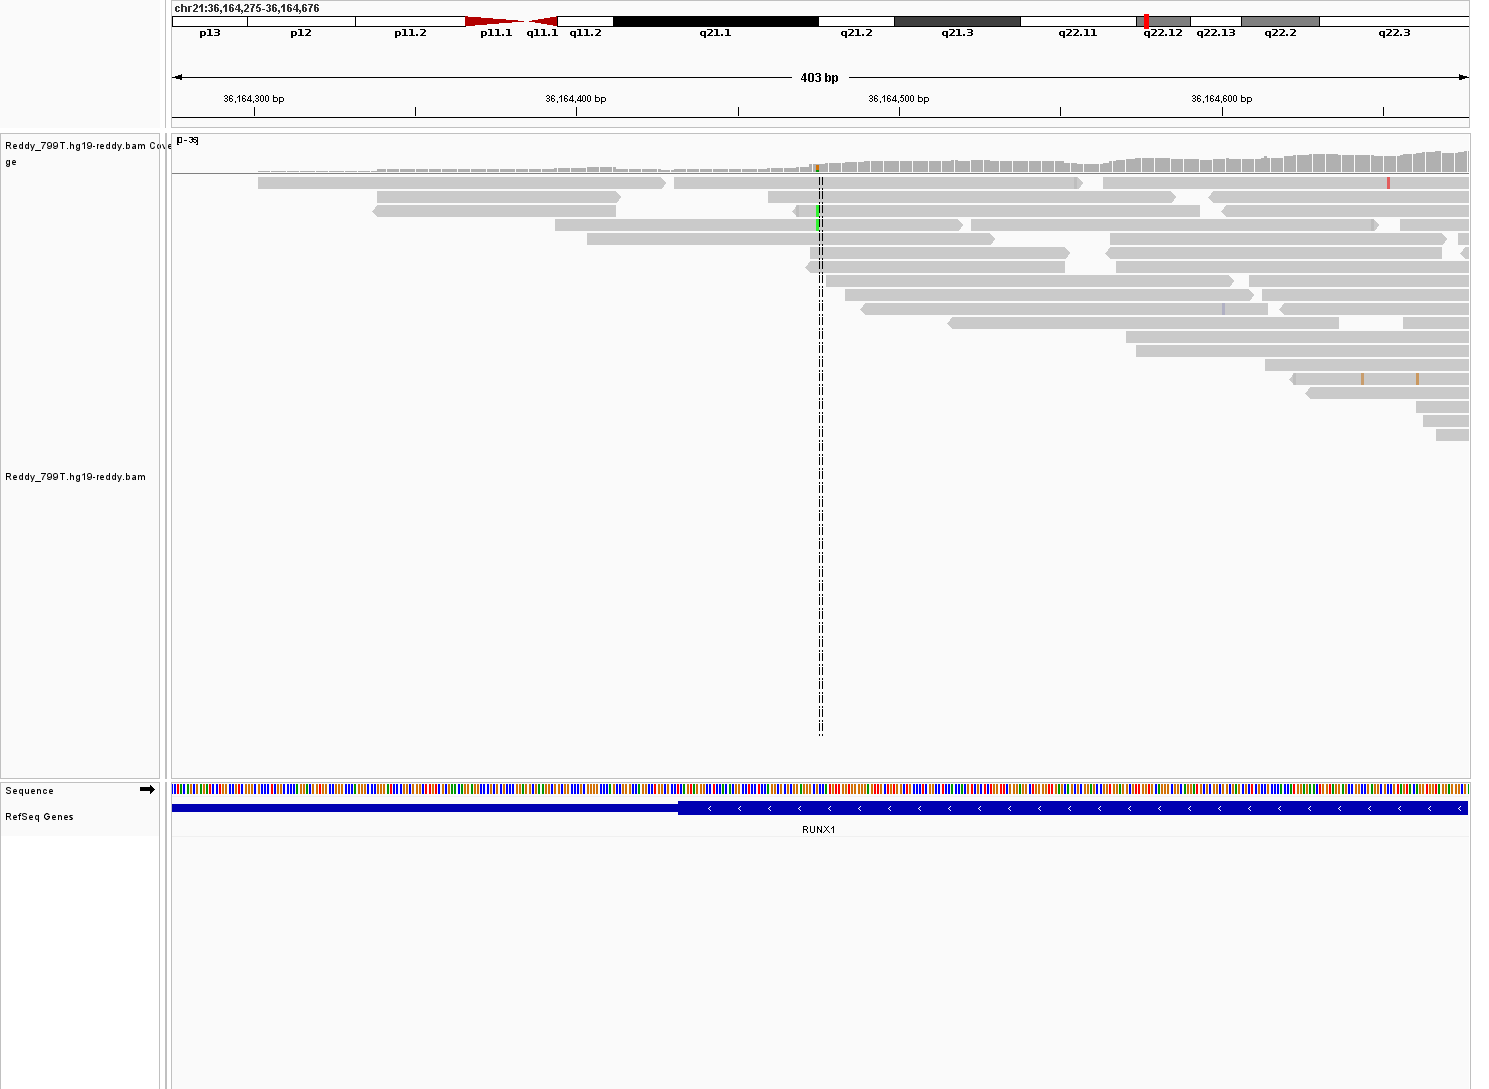 chr21:36,164,275-36,164,676
p13 p12 p11.2 p11.1 q11.1 q11.2 q21.1 q21.2 q21.3 q22.11 q22.12 q22.13 q22.2 q22.3
403 bp
36,164,300 bp 36,164,400 bp 36,164,500 bp 36,164,600 bp
[0-36]
Reddy_799T.hg19-reddy.bam Cove
ge
Reddy_799T.hg19-reddy.bam
Sequence
RefSeq Genes
RUNX1